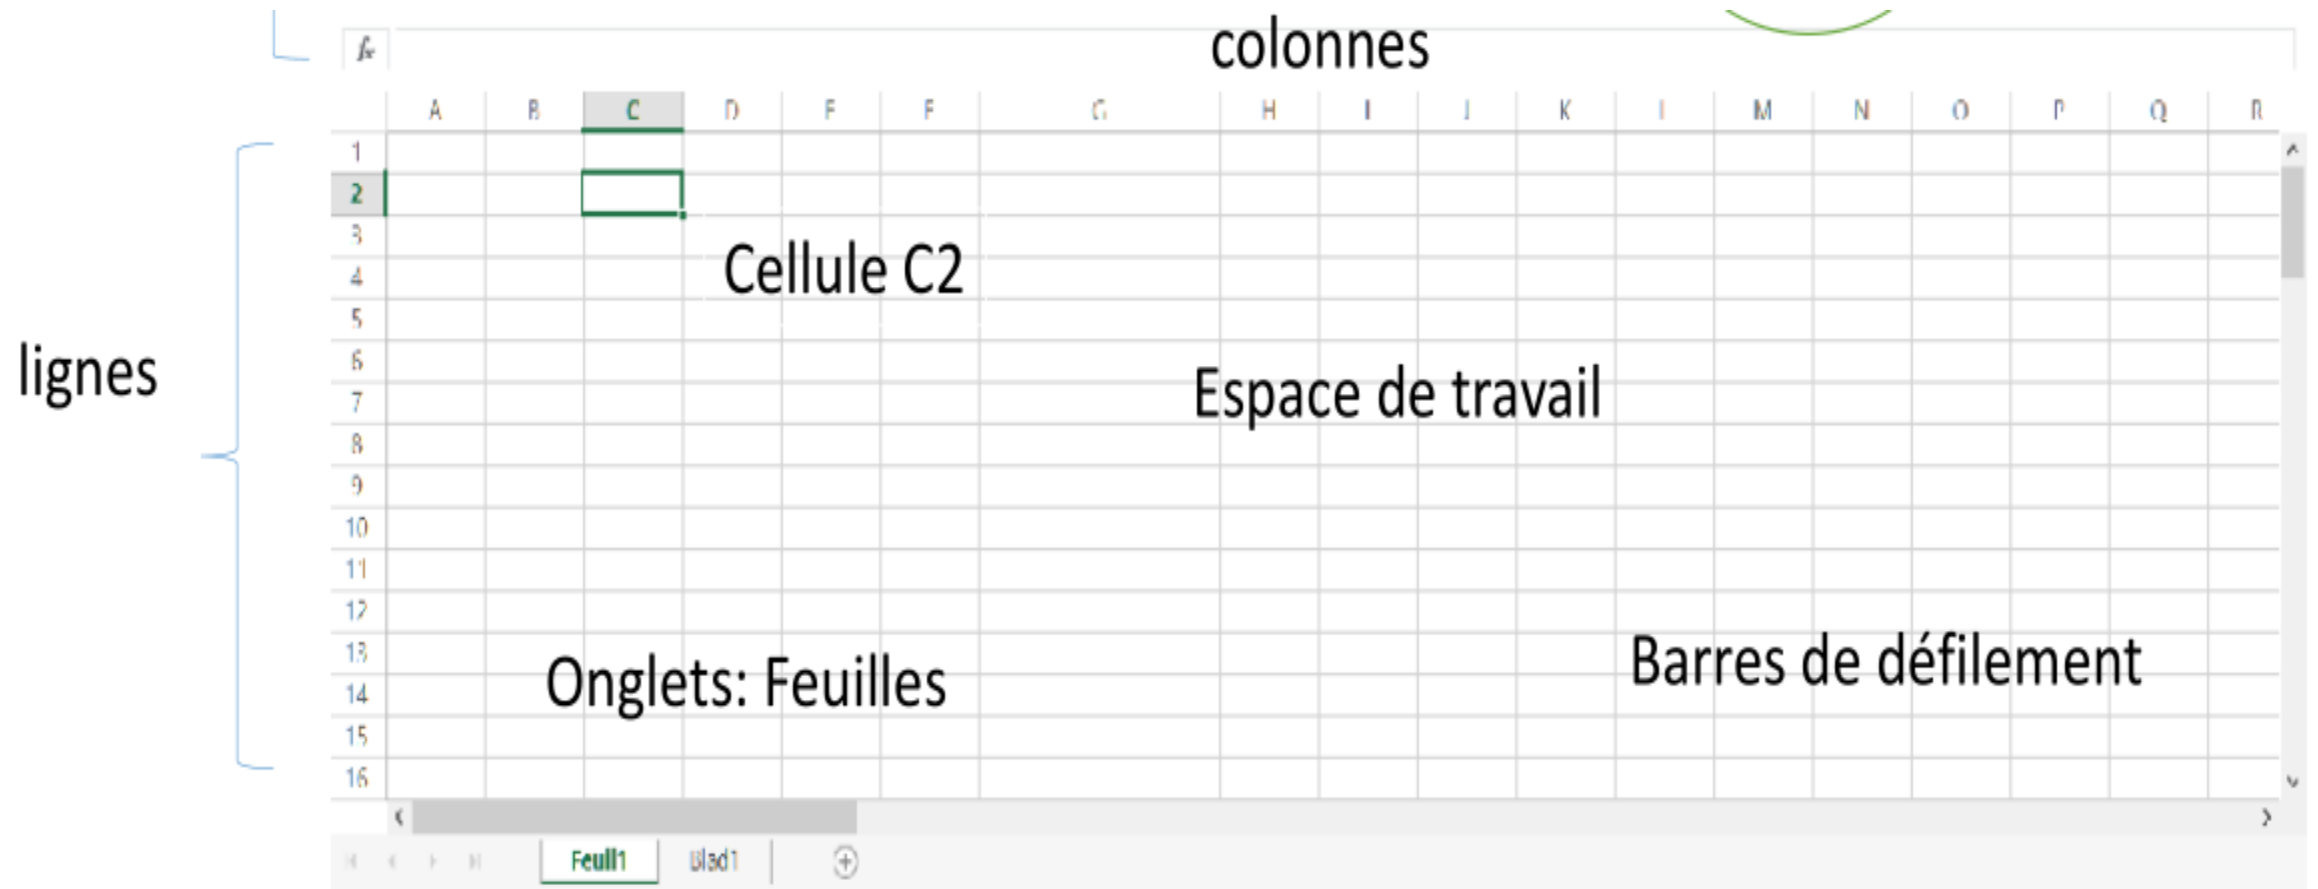 fx
colonnes
A B C D E F G H I J K L M N O P Q R
1
2
3
Cellule C2
4
5
6
lignes
Espace de travail
7
8
9
10
11
12
13
Onglets: Feuilles
Barres de défilement
14
15
16
Feuil1 Blad1